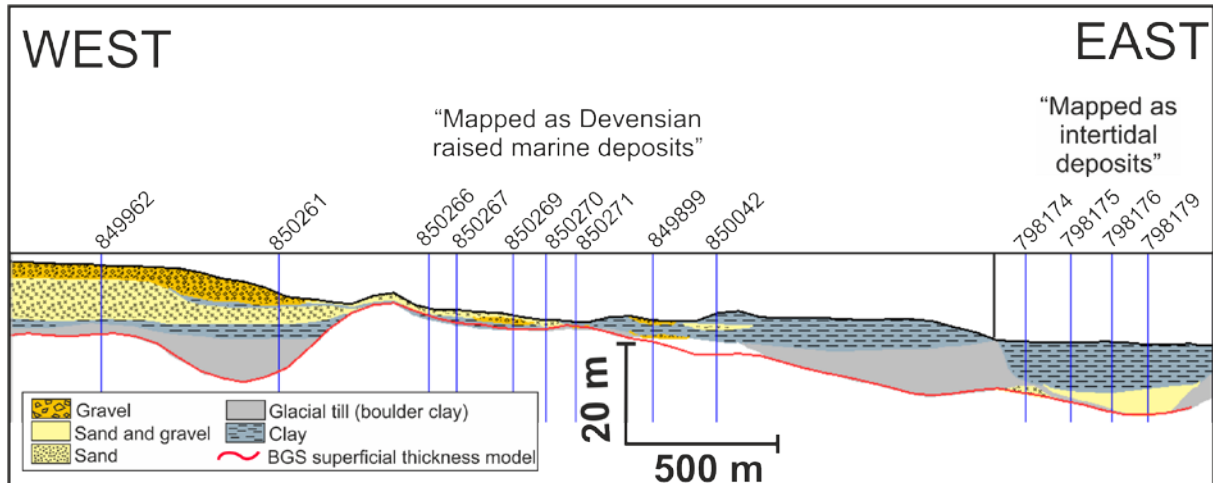 WEST
EAST
“Mapped as Devensian
raised marine deposits”
“Mapped as
intertidal
deposits”
849962
850261
850266
850267
850269
850270
850271
849899
850042
798174
798175
798176
798179
Gravel
Sand and gravel
Sand
Glacial till (boulder clay)
Clay
BGS superficial thickness model
20 m
500 m